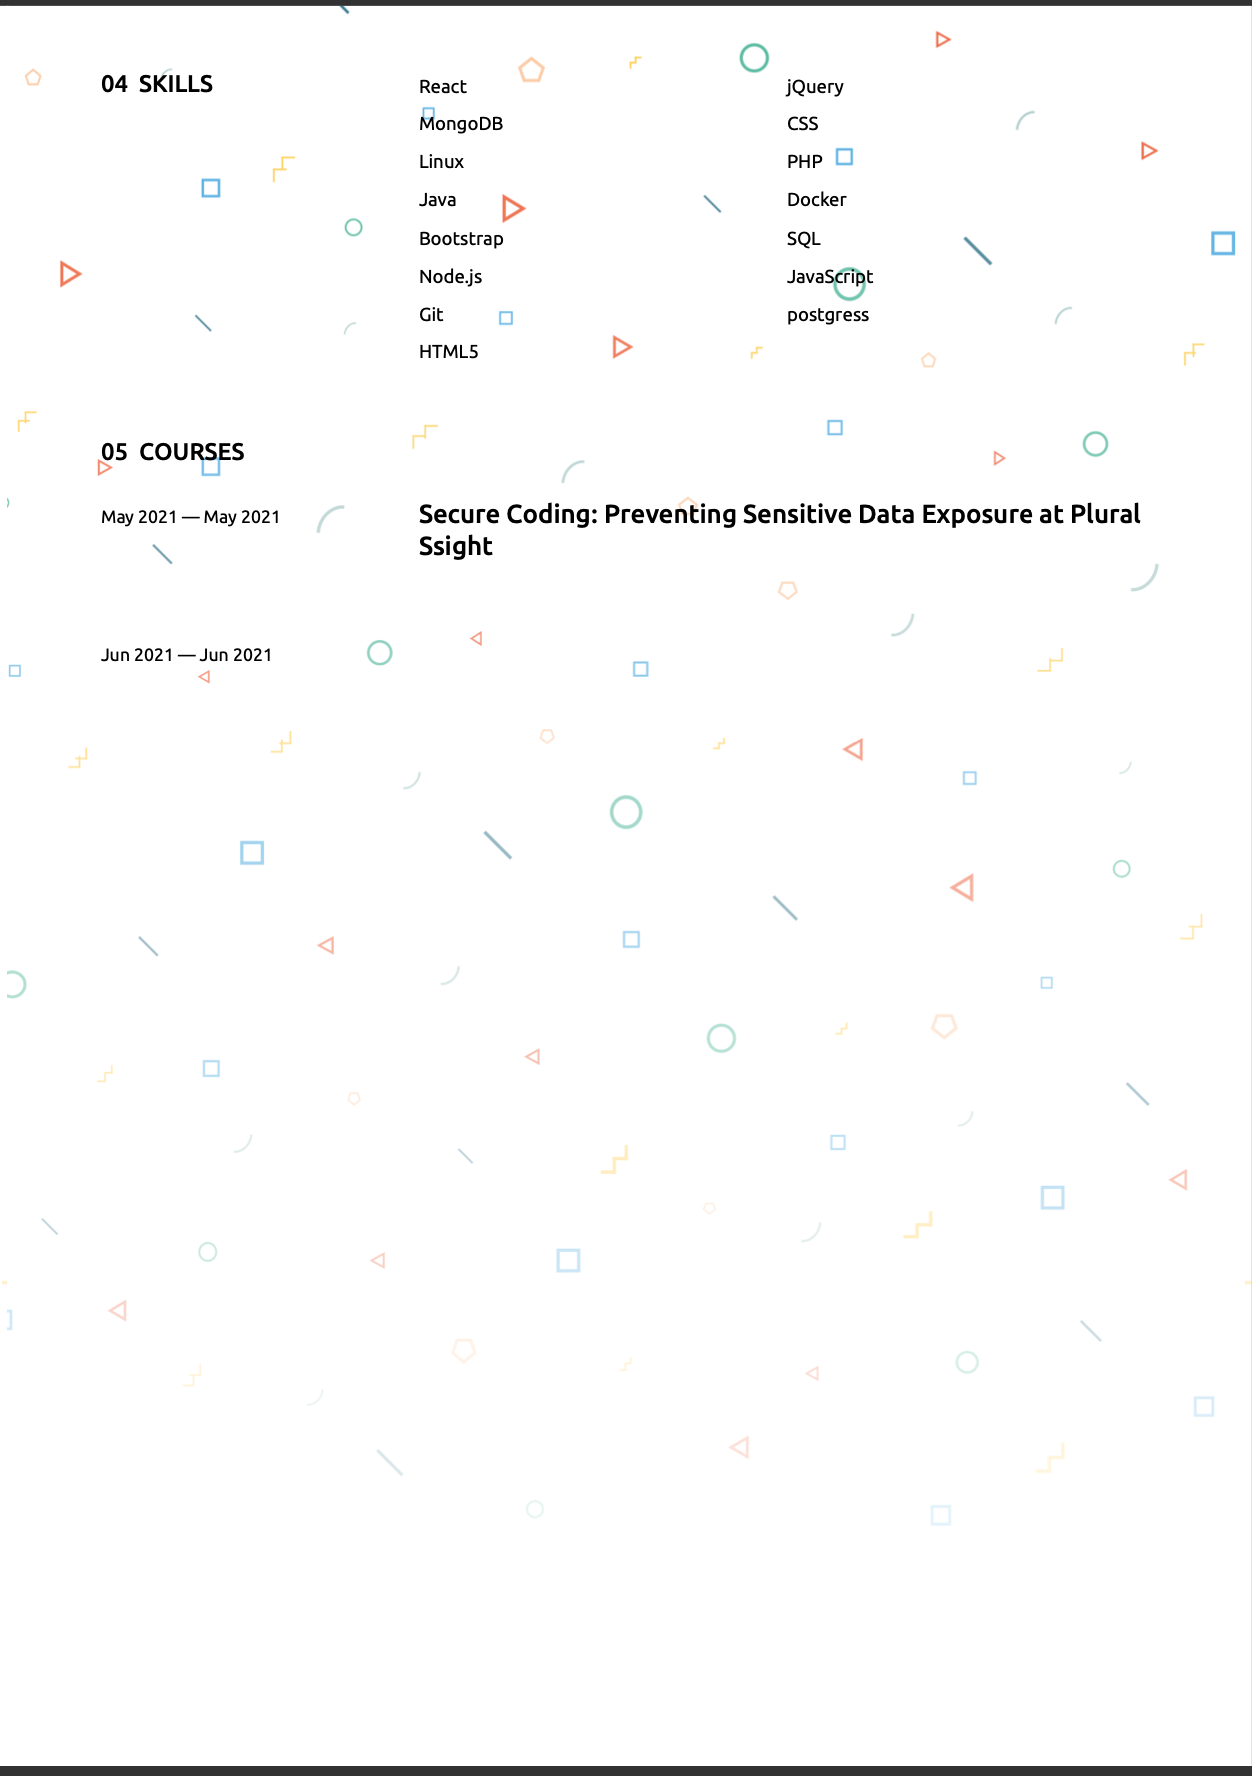 04 SKILLS
React
MongoDB
Linux
Java
Bootstrap
Node.js
Git
HTML5
jQuery
CSS
PHP
Docker
SQL
JavaScript
postgress
05 COURSES
May 2021 — May 2021
Secure Coding: Preventing Sensitive Data Exposure at Plural
Ssight
Jun 2021 — Jun 2021